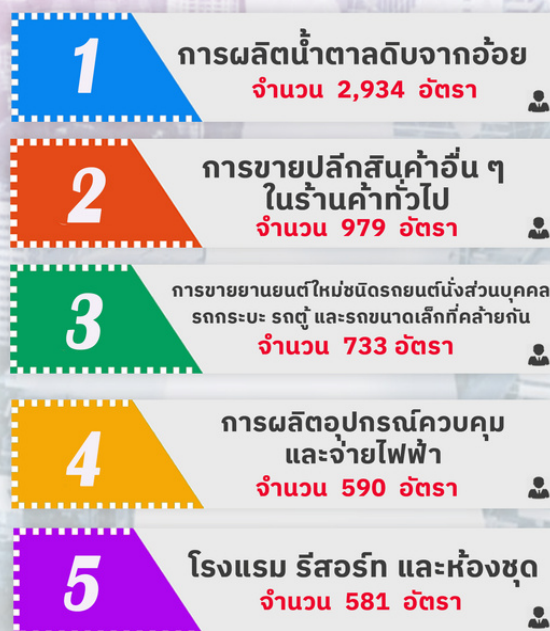 1
การผลิตน้ำตาลดิบจากอ้อย
จำนวน 2,934 อัตรา
2
การขายปลีกสินค้าอื่น ๆ
ในร้านค้าทั่วไป
จำนวน 979 อัตรา
3
การขายยานยนต์ใหม่ชนิดรถยนต์นั่งส่วนบุคคล
รถกระบะ รถตู้ และรถขนาดเล็กที่คล้ายกัน
จำนวน 733 อัตรา
4
การผลิตอุปกรณ์ควบคุม
และจ่ายไฟฟ้า
จำนวน 590 อัตรา
5
โรงแรม รีสอร์ท และห้องชุด
จำนวน 581 อัตรา